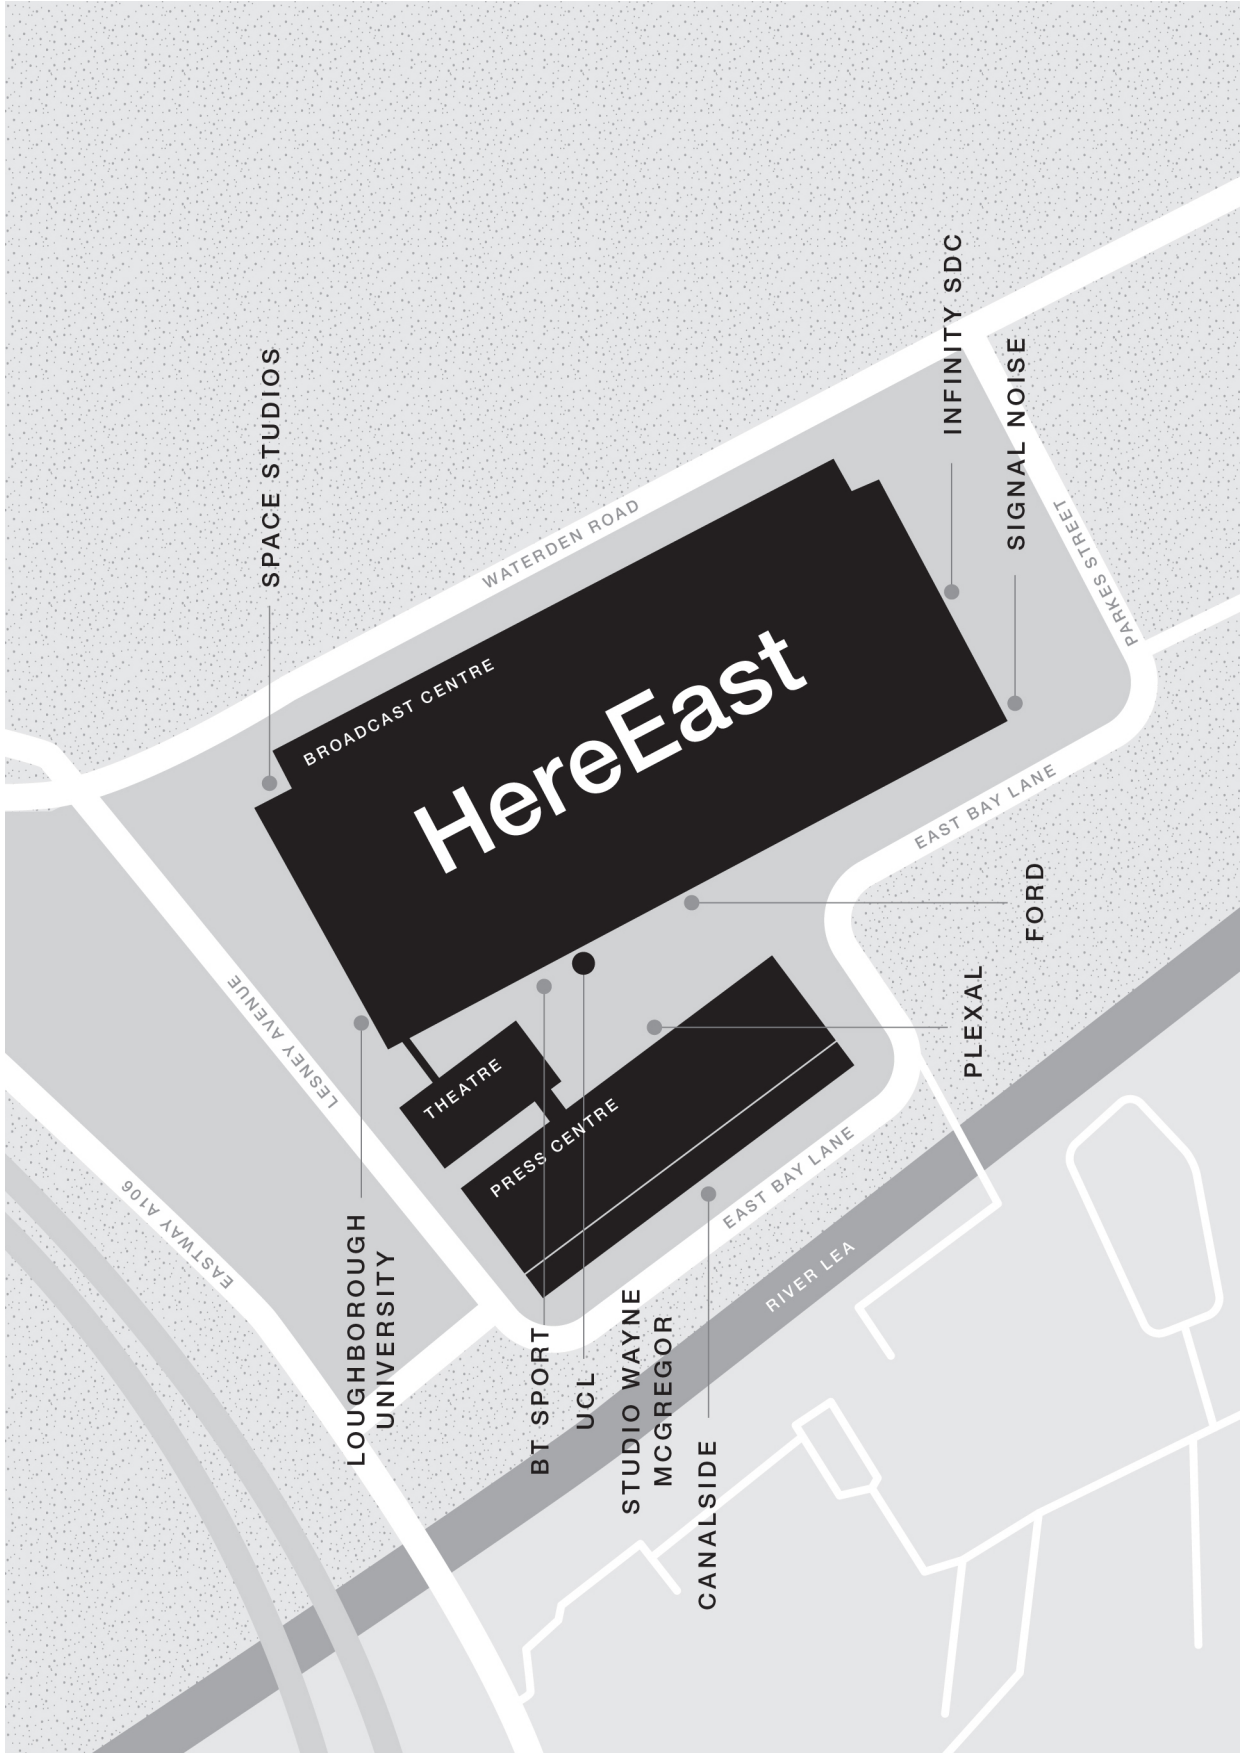 SPACE STUDIOS
INFINITY SDC
SIGNAL NOISE
WATERDEN ROAD
PARKES STREET
BROADCAST CENTRE
HereEast
EAST BAY LANE
FORD
PLEXAL
LESNEY AVENUE
THEATRE
PRESS CENTRE
EASTWAY A106
EAST BAY LANE
RIVER LEA
LOUGHBOROUGH
UNIVERSITY
BT SPORT
UCL
STUDIO WAYNE
MCGREGOR
CANALSIDE